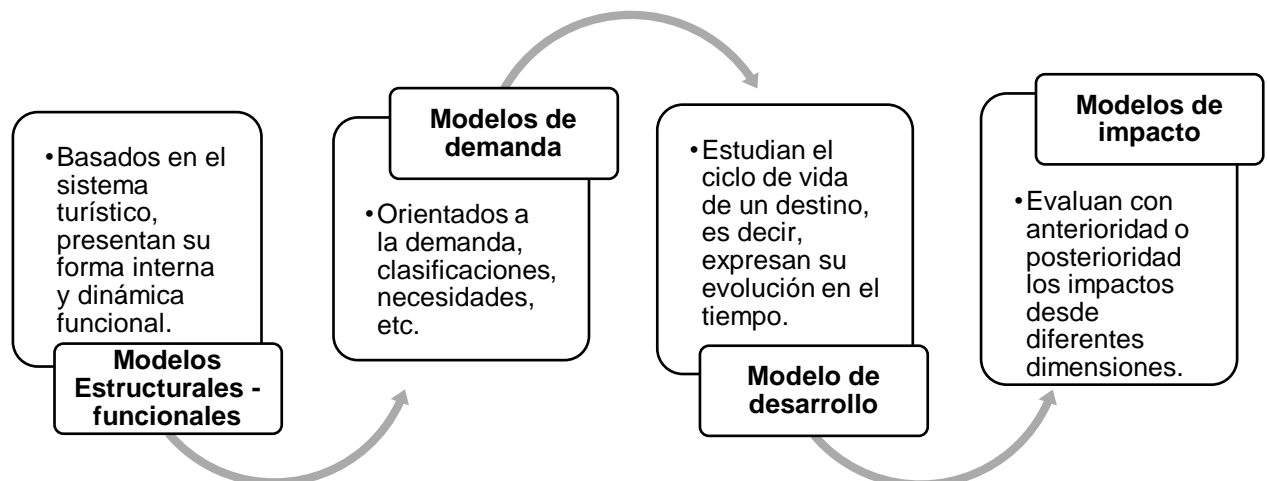 •Basados en el
sistema
turístico,
presentan su
forma interna
y dinámica
funcional.
Modelos
Estructurales -
funcionales
Modelos de
demanda
•Orientados a
la demanda,
clasificaciones,
necesidades,
etc.
•Estudian el
ciclo de vida
de un destino,
es decir,
expresan su
evolución en el
tiempo.
Modelo de
desarrollo
Modelos de
impacto
•Evaluan con
anterioridad o
posterioridad
los impactos
desde
diferentes
dimensiones.